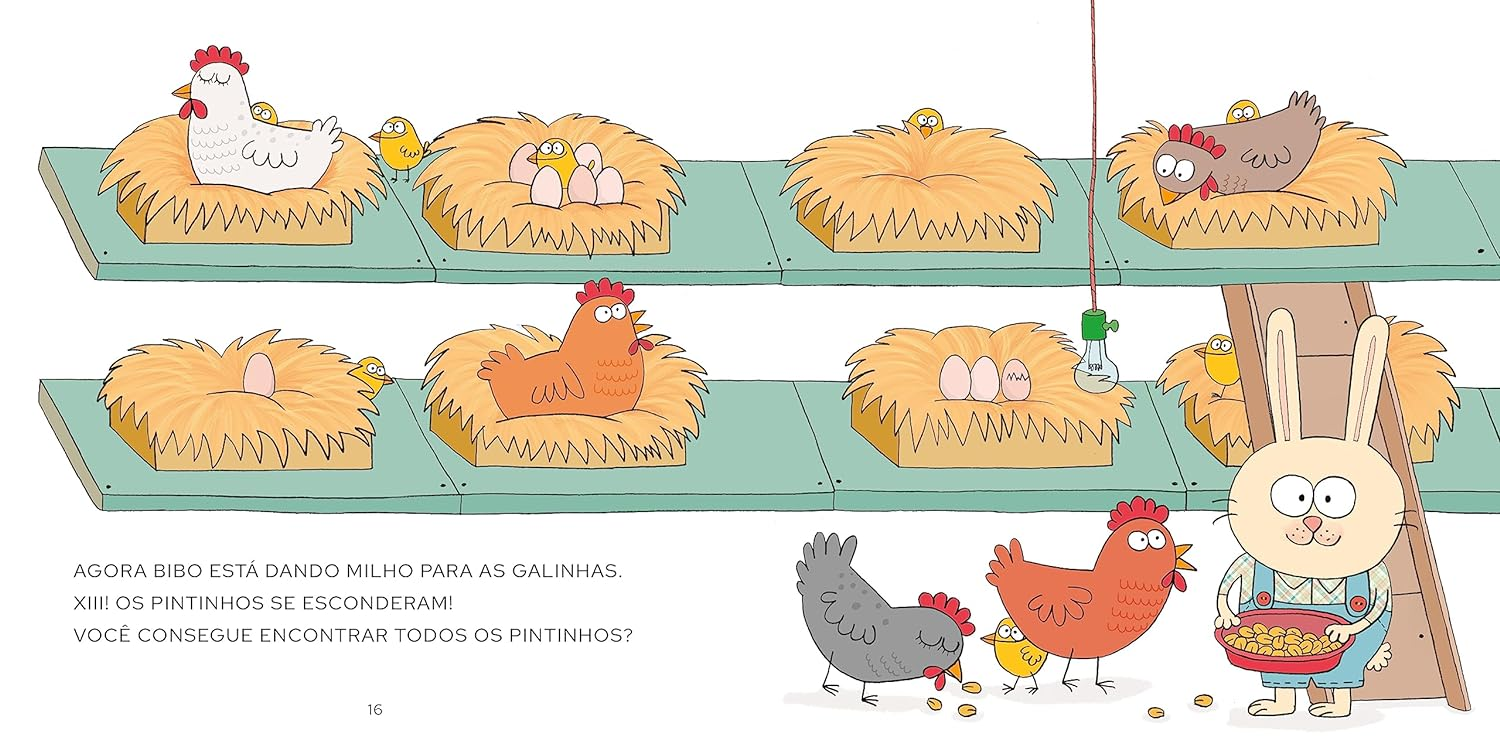 AGORA BIBO ESTÁ DANDO MILHO PARA AS GALINHAS.
XIII! OS PINTINHOS SE ESCONDERAM!
VOCÊ CONSEGUE ENCONTRAR TODOS OS PINTINHOS?
16